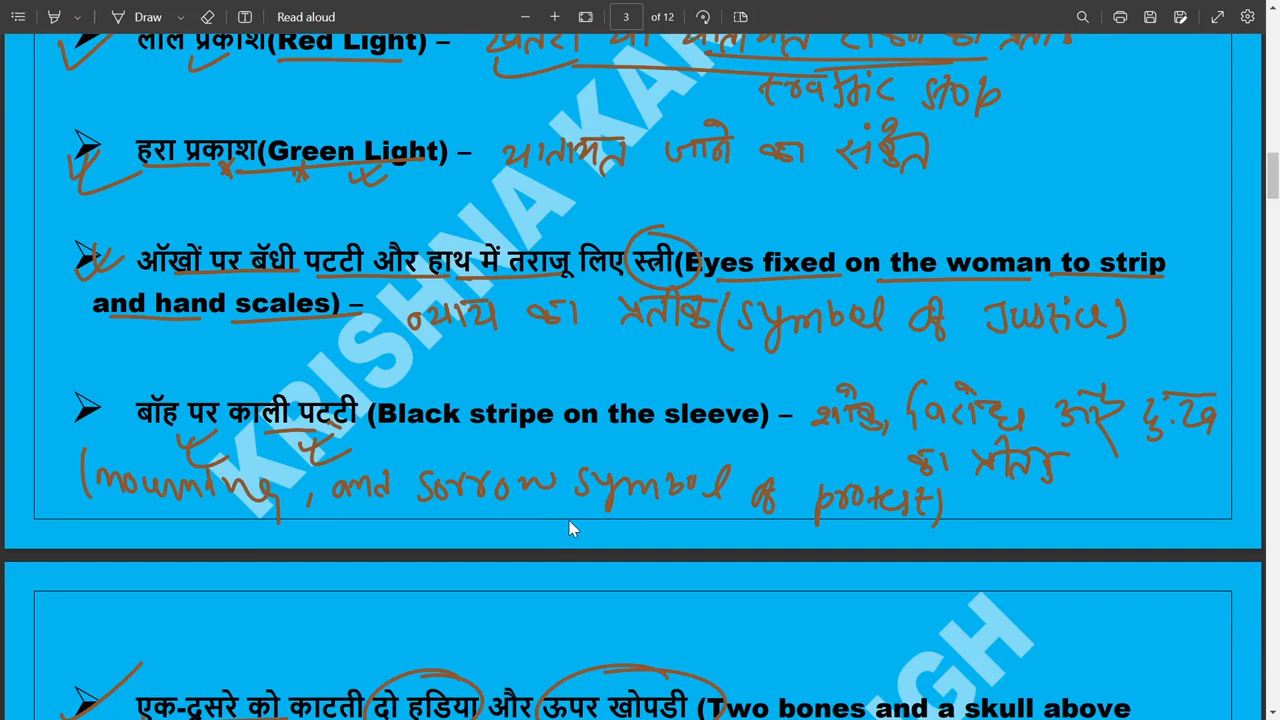 Draw
Read aloud
3 of 12
लाल प्रकाश(Red Light) –
traffic stop
हरा प्रकाश(Green Light) – यातायात जाने का संकेत
ऑखों पर बॅधी पटटी और हाथ में तराजू लिए स्त्री(Eyes fixed on the woman to strip
and hand scales) – न्याय का प्रतीक (Symbol of Justice)
बॉह पर काली पटटी (Black stripe on the sleeve) – शोक, विरोध और दुःख
का प्रतीक
(mourning, and sorrow symbol of protest)
एक-दुसरे को काटती दो हडिया और ऊपर खोपडी (Two bones and a skull above
KRISHNA KAN
GH